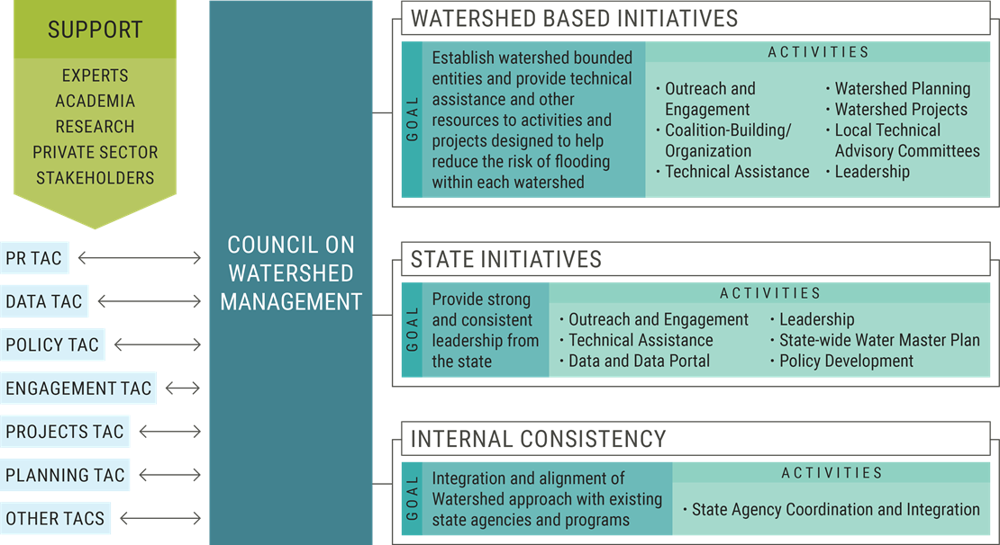 SUPPORT
EXPERTS
ACADEMIA
RESEARCH
PRIVATE SECTOR
STAKEHOLDERS
PR TAC
DATA TAC
POLICY TAC
ENGAGEMENT TAC
PROJECTS TAC
PLANNING TAC
OTHER TACS
COUNCIL ON
WATERSHED
MANAGEMENT
WATERSHED BASED INITIATIVES
GOAL
Establish watershed bounded
entities and provide technical
assistance and other
resources to activities and
projects designed to help
reduce the risk of flooding
within each watershed
ACTIVITIES
• Outreach and
Engagement
• Coalition-Building/
Organization
• Technical Assistance
• Watershed Planning
• Watershed Projects
• Local Technical
Advisory Committees
• Leadership
STATE INITIATIVES
GOAL
Provide strong
and consistent
leadership from
the state
ACTIVITIES
• Outreach and Engagement
• Technical Assistance
• Data and Data Portal
• Leadership
• State-wide Water Master Plan
• Policy Development
INTERNAL CONSISTENCY
GOAL
Integration and alignment of
Watershed approach with existing
state agencies and programs
ACTIVITIES
• State Agency Coordination and Integration